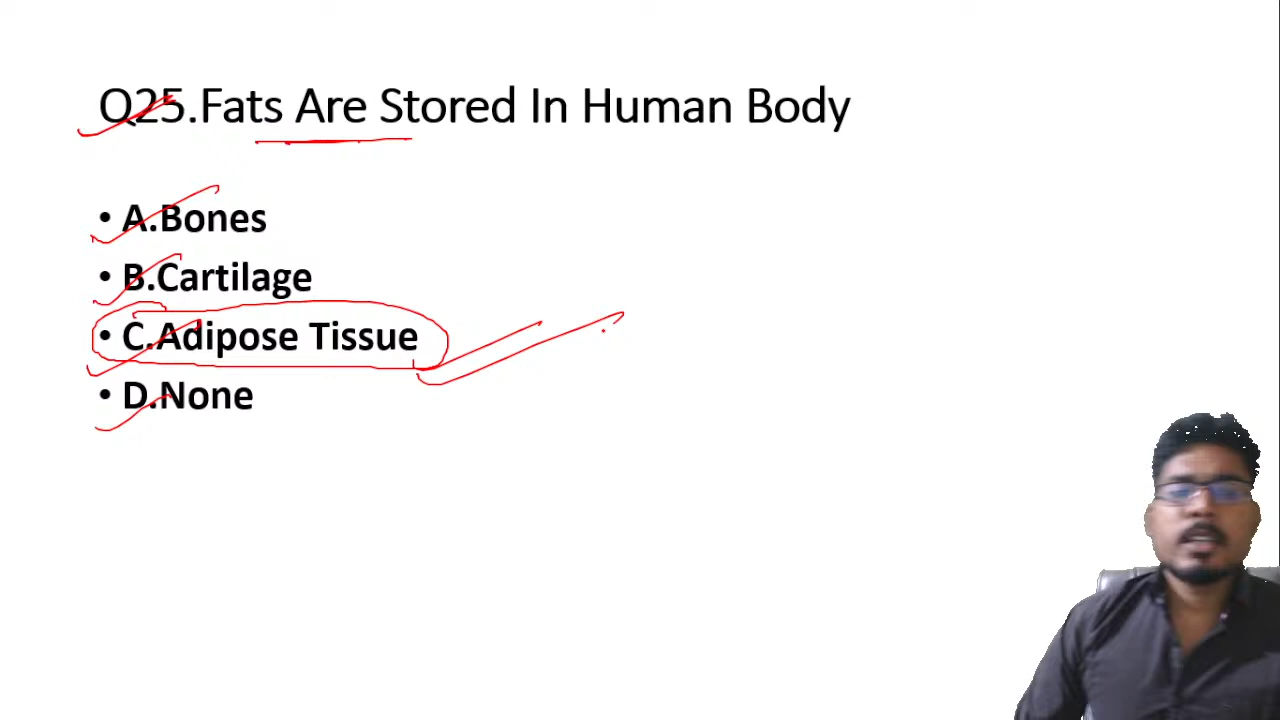 Q25.Fats Are Stored In Human Body
• A.Bones
• B.Cartilage
• C.Adipose Tissue
• D.None